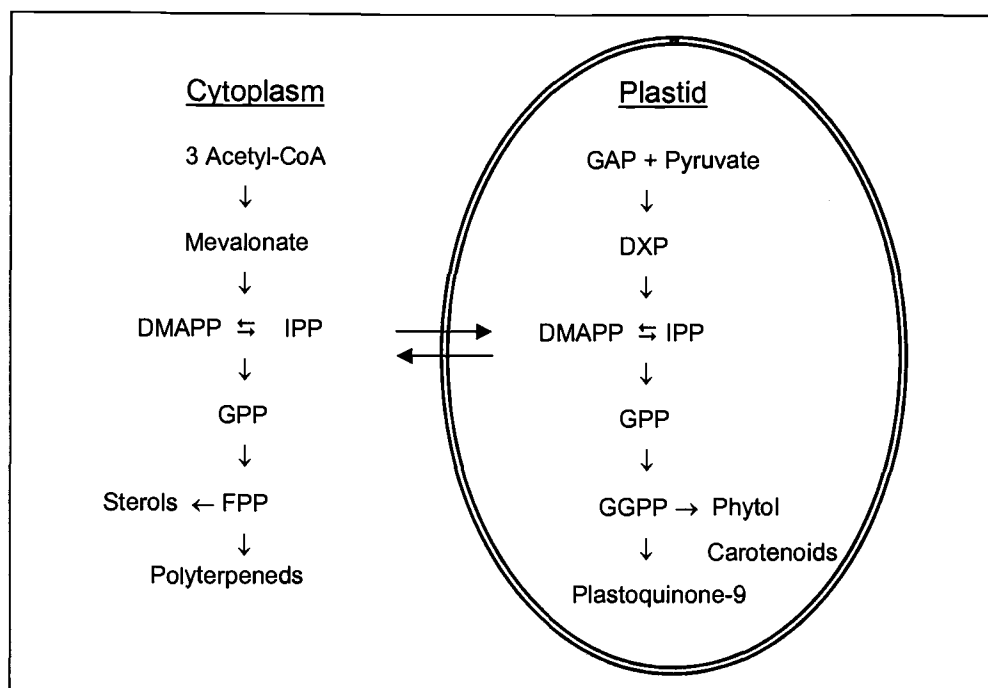 Cytoplasm
3 Acetyl-CoA
↓
Mevalonate
↓
DMAPP ⇆ IPP
↓
GPP
↓
Sterols ← FPP
↓
Polyterpeneds
Plastid
GAP + Pyruvate
↓
DXP
↓
DMAPP ⇆ IPP
↓
GPP
↓
GGPP → Phytol
↓ Carotenoids
Plastoquinone-9